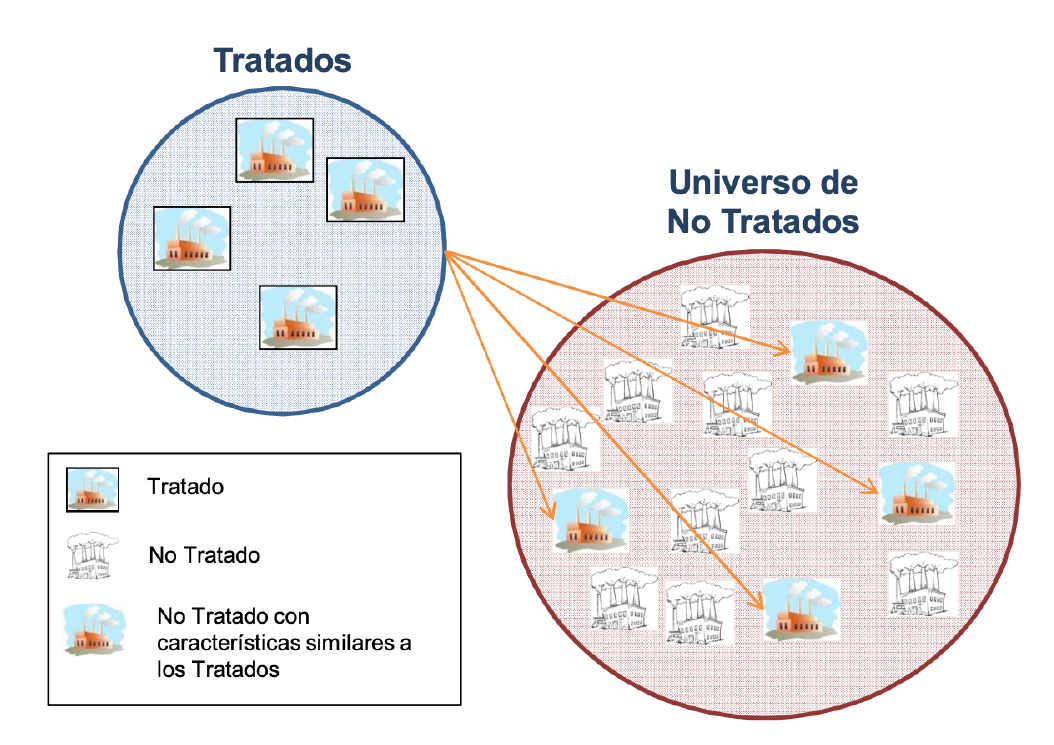 Tratados
Universo de
No Tratados
Tratado
No Tratado
No Tratado con
características similares a
los Tratados